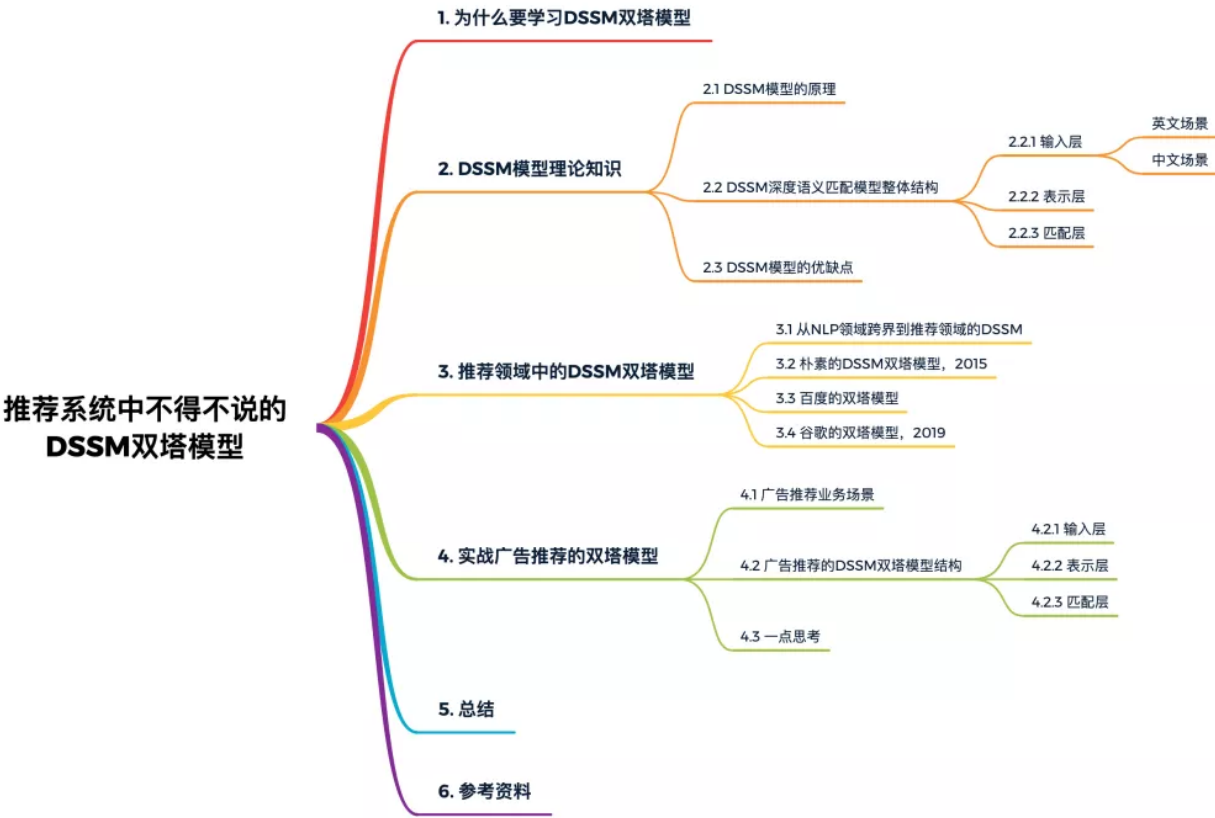 推荐系统中不得不说的
DSSM双塔模型
1. 为什么要学习DSSM双塔模型
2. DSSM模型理论知识
2.1 DSSM模型的原理
2.2 DSSM深度语义匹配模型整体结构
2.2.1 输入层
英文场景
中文场景
2.2.2 表示层
2.2.3 匹配层
2.3 DSSM模型的优缺点
3. 推荐领域中的DSSM双塔模型
3.1 从NLP领域跨界到推荐领域的DSSM
3.2 朴素的DSSM双塔模型，2015
3.3 百度的双塔模型
3.4 谷歌的双塔模型，2019
4. 实战广告推荐的双塔模型
4.1 广告推荐业务场景
4.2 广告推荐的DSSM双塔模型结构
4.2.1 输入层
4.2.2 表示层
4.2.3 匹配层
4.3 一点思考
5. 总结
6. 参考资料